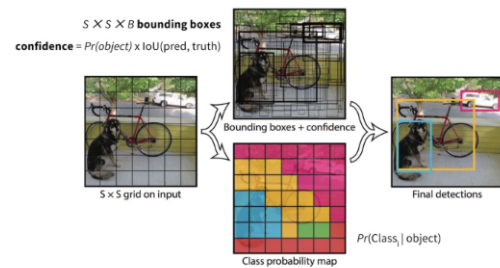 S × S × B bounding boxes
confidence = Pr(object) x IoU(pred, truth)
Bounding boxes + confidence
S × S grid on input
Final detections
Pr(Classᵢ | object)
Class probability map